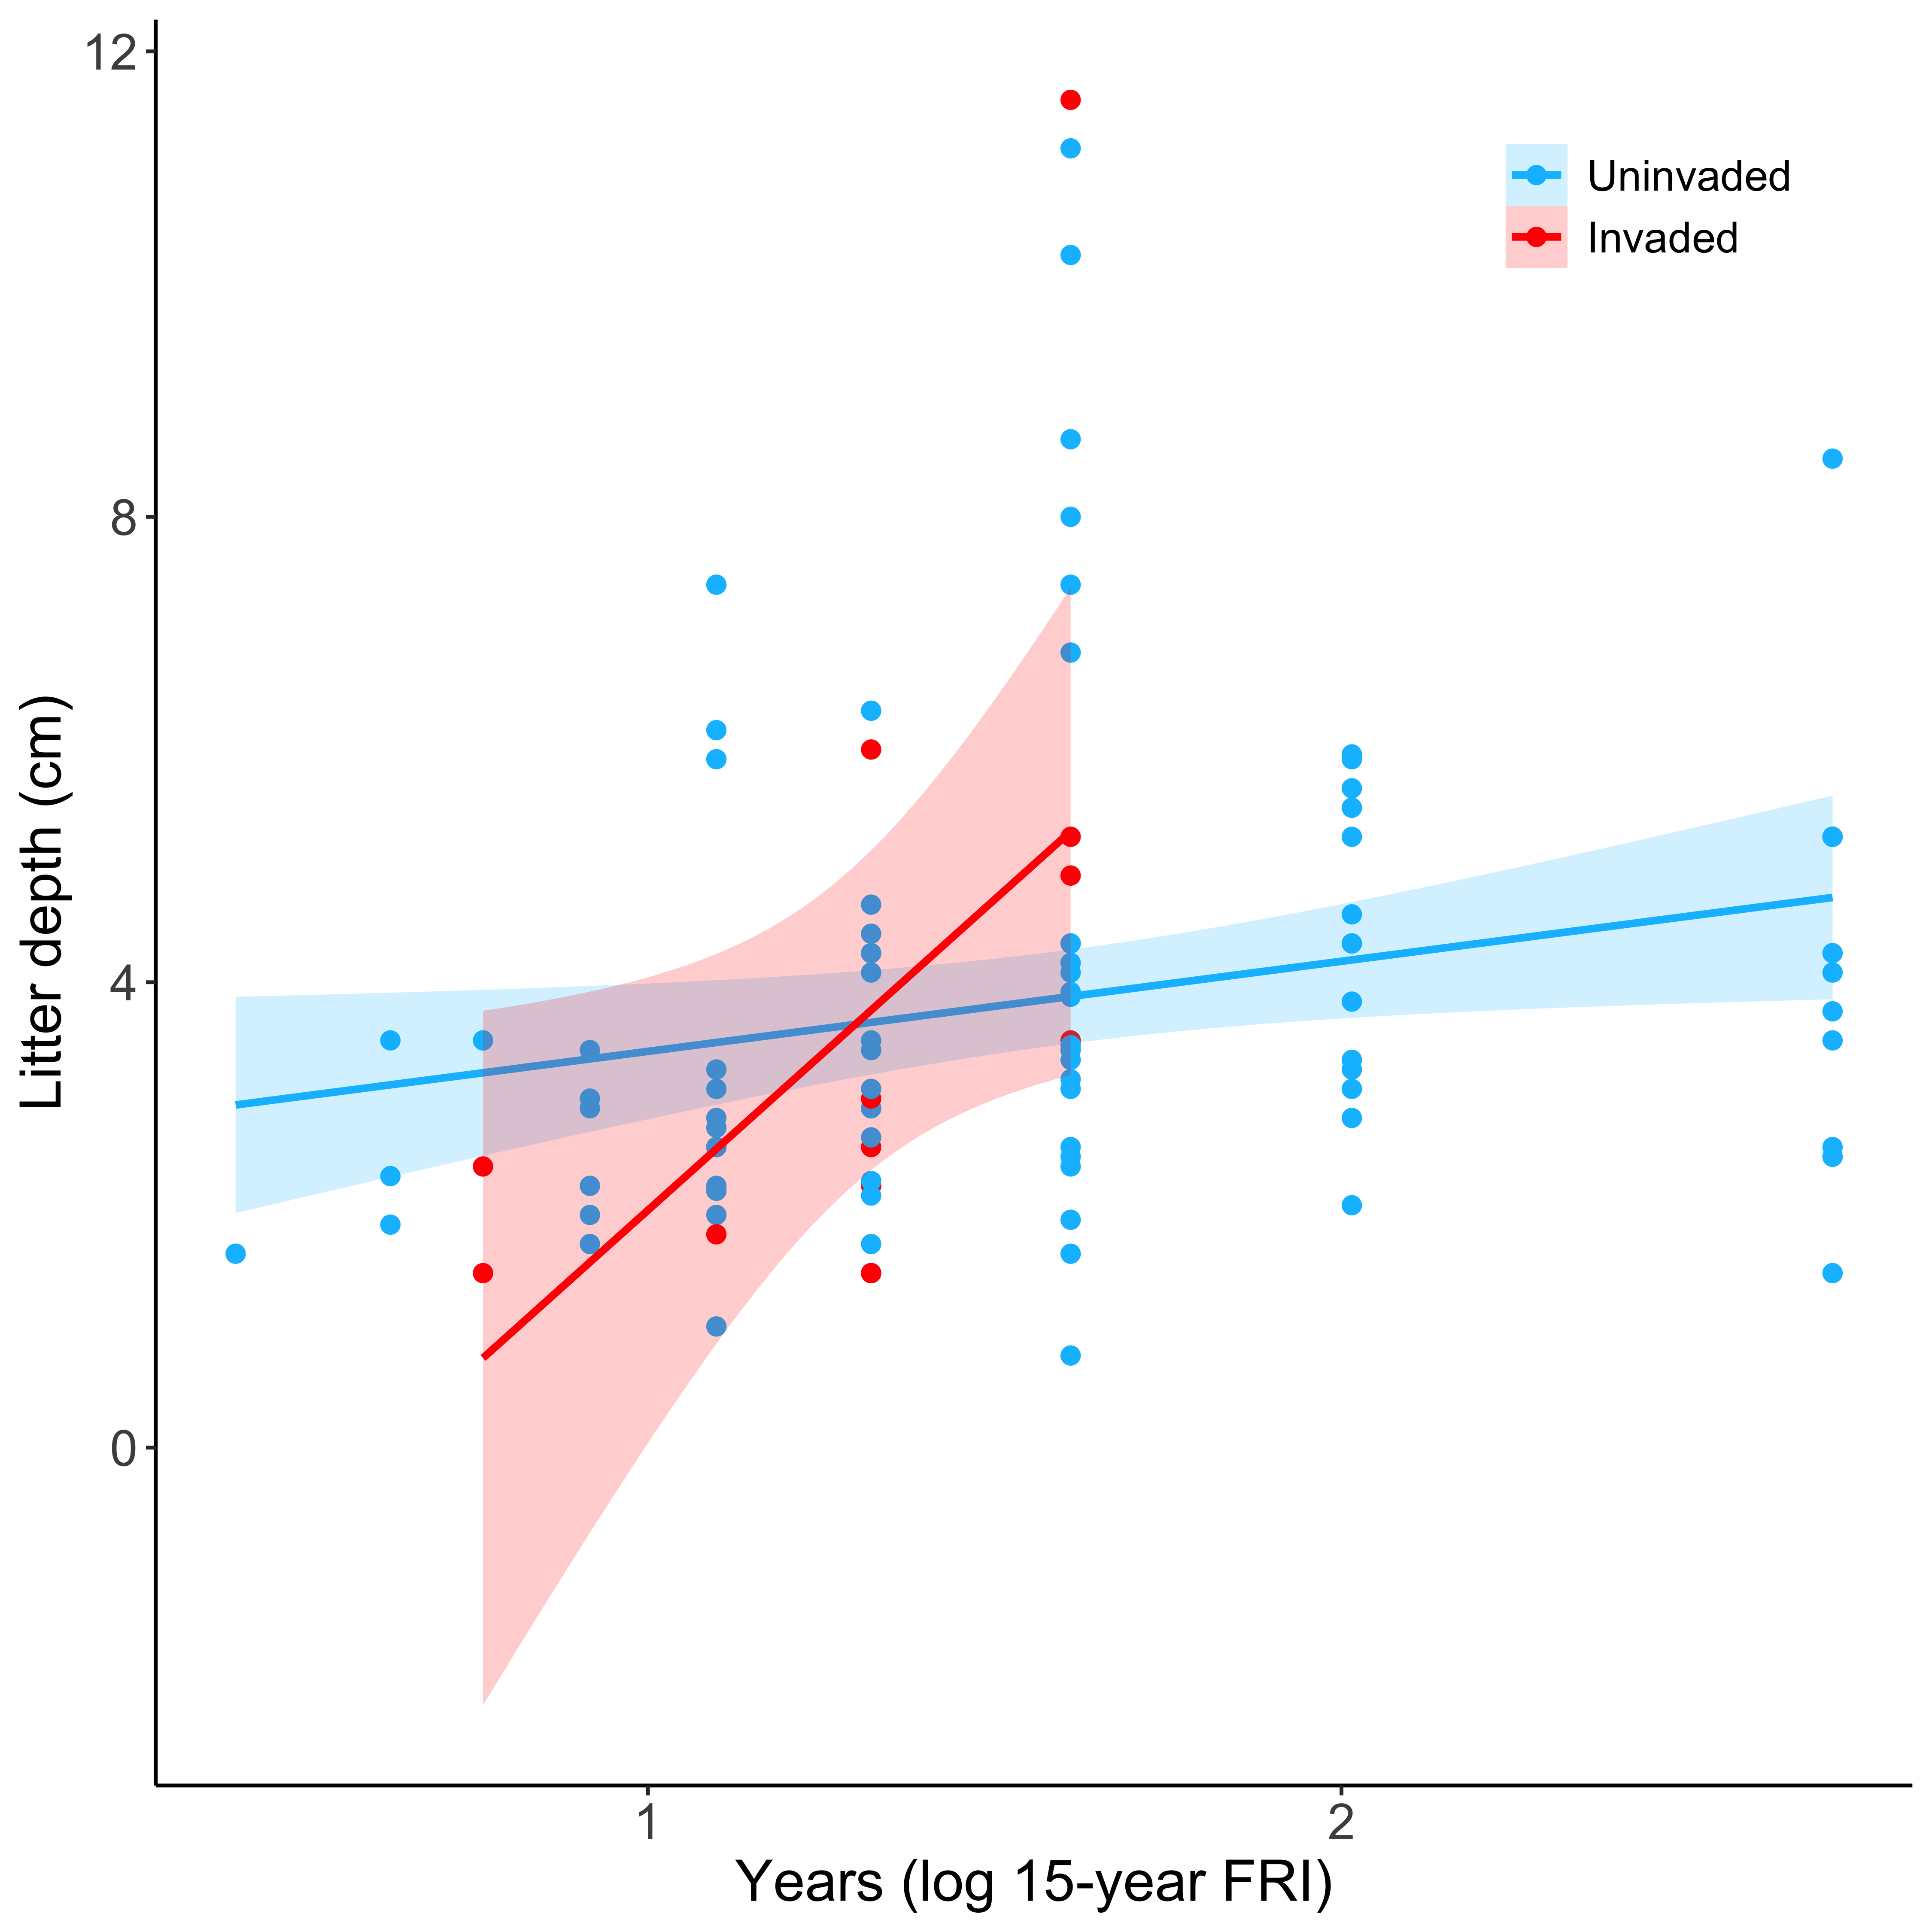 12
8
4
0
Litter depth (cm)
Uninvaded
Invaded
1
2
Years (log 15-year FRI)